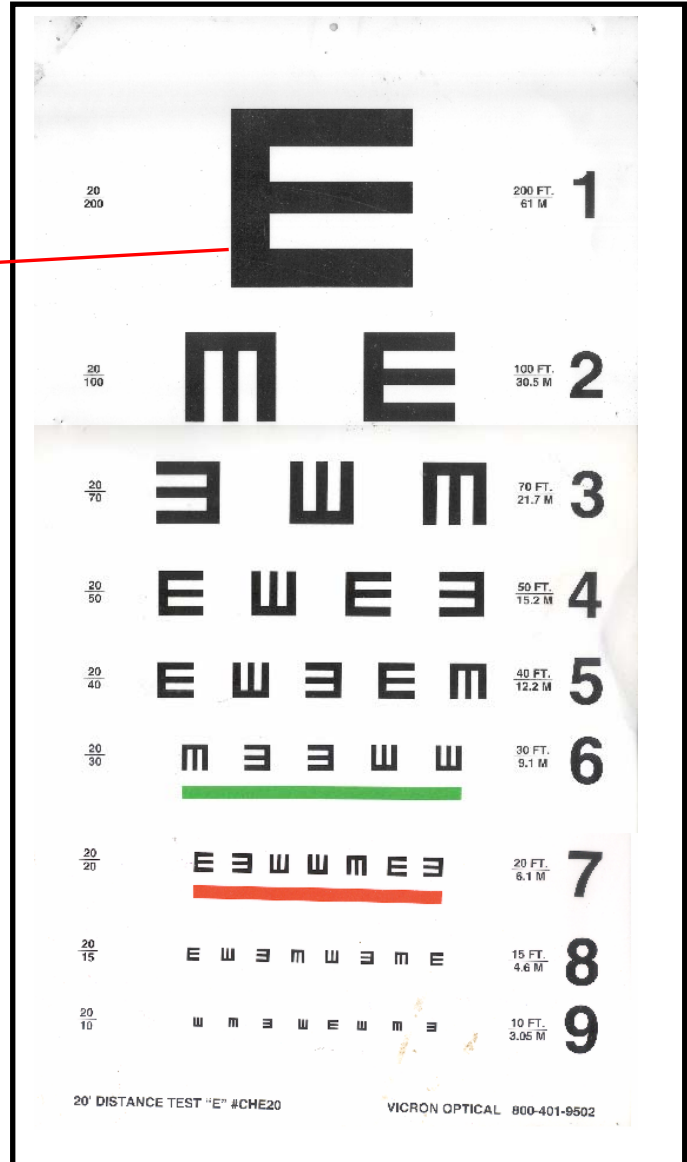 20/200 E 200 FT./61 M 1
20/100 m E 100 FT./30.5 M 2
20/70 Ǝ Ш m 70 FT./21.7 M 3
20/50 E Ш E Ǝ 50 FT./15.2 M 4
20/40 E Ш Ǝ E m 40 FT./12.2 M 5
20/30 m Ǝ Ǝ Ш Ш 30 FT./9.1 M 6
20/20 E Ǝ Ш Ш m E Ǝ 20 FT./6.1 M 7
20/15 E Ш Ǝ m Ш Ǝ m E 15 FT./4.6 M 8
20/10 Ш m Ǝ Ш E Ш m Ǝ 10 FT./3.05 M 9
20' DISTANCE TEST "E" #CHE20 VICRON OPTICAL 800-401-9502